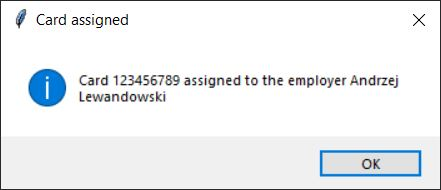 Card assigned
Card 123456789 assigned to the employer Andrzej
Lewandowski
OK